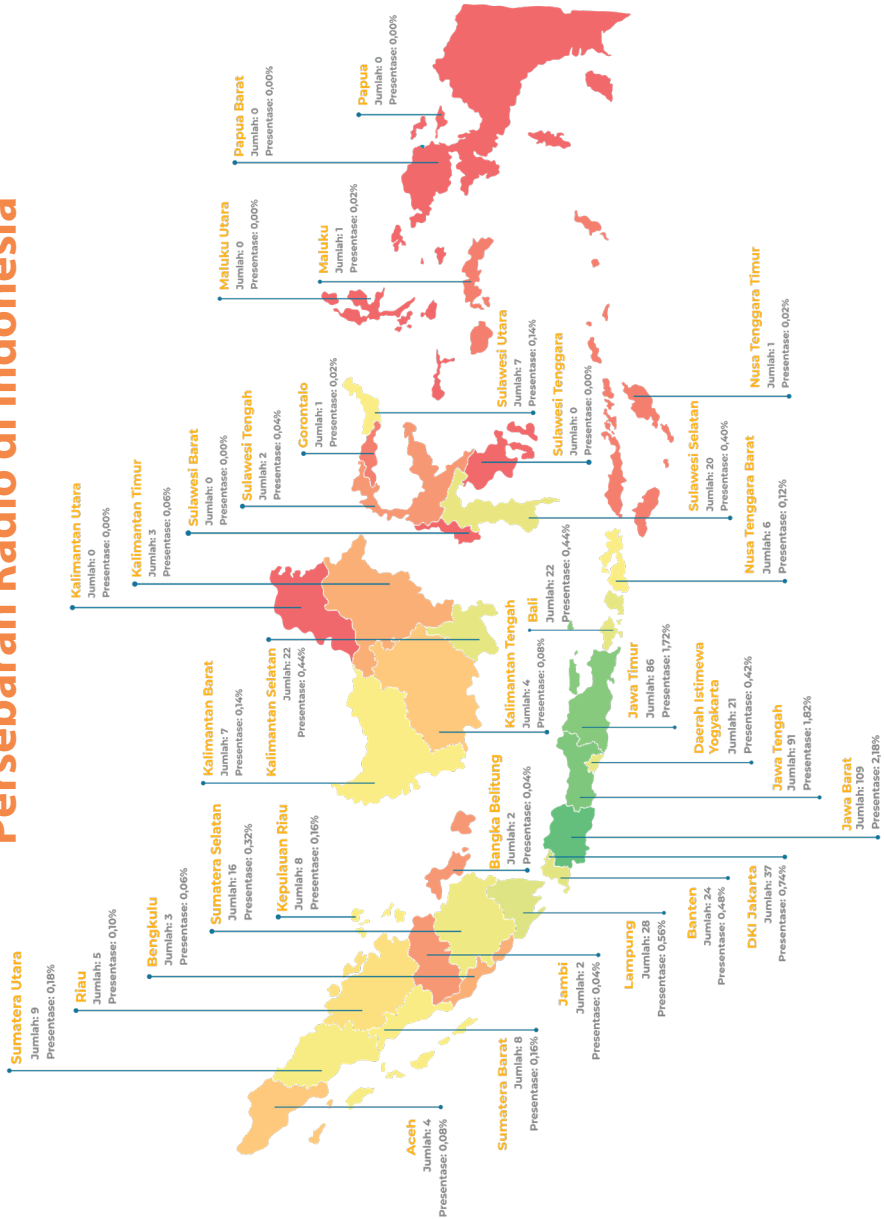 Persebaran Radio di Indonesia
Sumatera Utara
Jumlah: 9
Presentase: 0,18%
Riau
Jumlah: 5
Presentase: 0,10%
Bengkulu
Jumlah: 3
Presentase: 0,06%
Sumatera Selatan
Jumlah: 16
Presentase: 0,32%
Kepulauan Riau
Jumlah: 8
Presentase: 0,16%
Kalimantan Barat
Jumlah: 7
Presentase: 0,14%
Kalimantan Selatan
Jumlah: 22
Presentase: 0,44%
Kalimantan Utara
Jumlah: 0
Presentase: 0,00%
Kalimantan Timur
Jumlah: 3
Presentase: 0,06%
Sulawesi Barat
Jumlah: 0
Presentase: 0,00%
Sulawesi Tengah
Jumlah: 2
Presentase: 0,04%
Gorontalo
Jumlah: 1
Presentase: 0,02%
Maluku Utara
Jumlah: 0
Presentase: 0,00%
Maluku
Jumlah: 1
Presentase: 0,02%
Papua Barat
Jumlah: 0
Presentase: 0,00%
Papua
Jumlah: 0
Presentase: 0,00%
Aceh
Jumlah: 4
Presentase: 0,08%
Sumatera Barat
Jumlah: 8
Presentase: 0,16%
Jambi
Jumlah: 2
Presentase: 0,04%
Lampung
Jumlah: 28
Presentase: 0,56%
Banten
Jumlah: 24
Presentase: 0,48%
DKI Jakarta
Jumlah: 37
Presentase: 0,74%
Bangka Belitung
Jumlah: 2
Presentase: 0,04%
Jawa Barat
Jumlah: 109
Presentase: 2,18%
Jawa Tengah
Jumlah: 91
Presentase: 1,82%
Daerah Istimewa
Yogyakarta
Jumlah: 21
Presentase: 0,42%
Jawa Timur
Jumlah: 86
Presentase: 1,72%
Kalimantan Tengah
Jumlah: 4
Presentase: 0,08%
Bali
Jumlah: 22
Presentase: 0,44%
Nusa Tenggara Barat
Jumlah: 6
Presentase: 0,12%
Sulawesi Selatan
Jumlah: 20
Presentase: 0,40%
Sulawesi Tenggara
Jumlah: 0
Presentase: 0,00%
Sulawesi Utara
Jumlah: 7
Presentase: 0,14%
Nusa Tenggara Timur
Jumlah: 1
Presentase: 0,02%